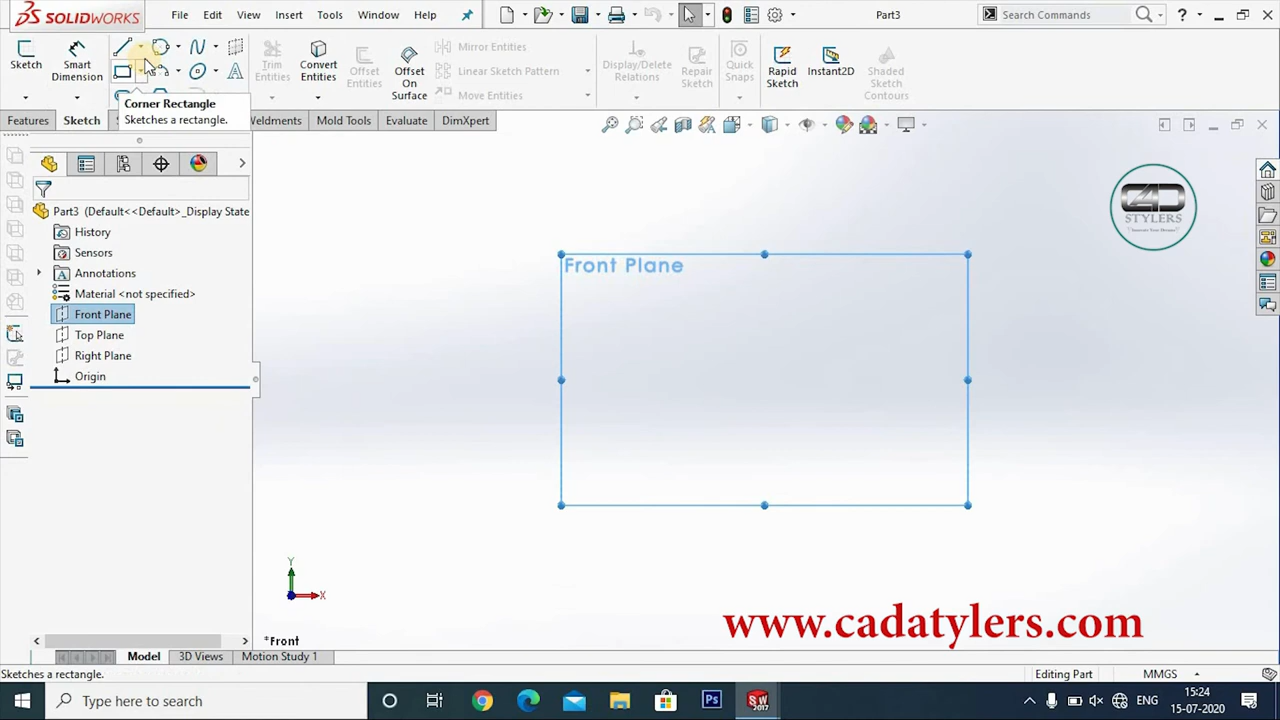 SOLIDWORKS
File Edit View Insert Tools Window Help
Part3
Search Commands
?
Sketch
Smart Dimension
Trim Entities
Convert Entities
Offset Entities
Offset On Surface
Mirror Entities
Linear Sketch Pattern
Move Entities
Display/Delete Relations
Repair Sketch
Quick Snaps
Rapid Sketch
Instant2D
Shaded Sketch Contours
Corner Rectangle
Sketches a rectangle.
Features Sketch Weldments Mold Tools Evaluate DimXpert
Part3 (Default<<Default>_Display State
History
Sensors
Annotations
Material <not specified>
Front Plane
Top Plane
Right Plane
Origin
Front Plane
STYLERS
Y
X
*Front
www.cadatylers.com
Model 3D Views Motion Study 1
Sketches a rectangle.
Editing Part
MMGS
Type here to search
Ps
SW
2017
ENG
15:24
15-07-2020